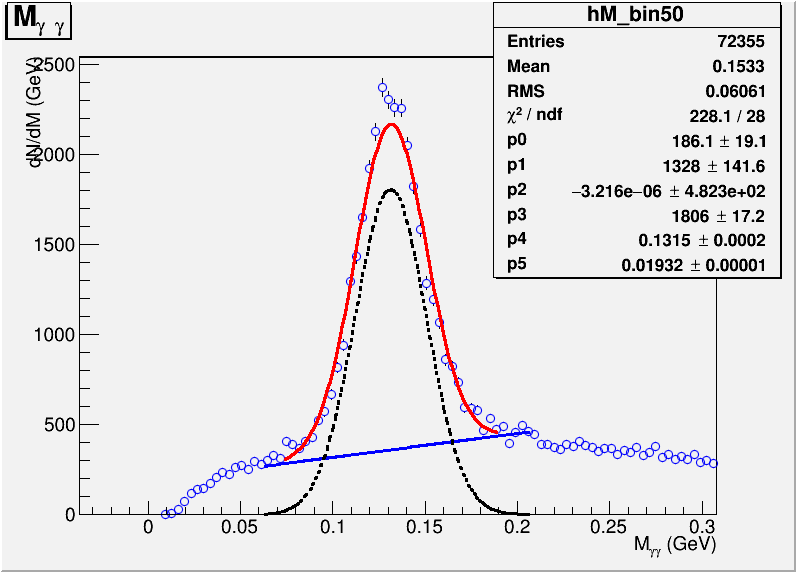 M_γ γ
hM_bin50
Entries 72355
Mean 0.1533
RMS 0.06061
χ² / ndf 228.1 / 28
p0 186.1 ± 19.1
p1 1328 ± 141.6
p2 −3.216e−06 ± 4.823e+02
p3 1806 ± 17.2
p4 0.1315 ± 0.0002
p5 0.01932 ± 0.00001
dN/dM (GeV)
2500
2000
1500
1000
500
0
0 0.05 0.1 0.15 0.2 0.25 0.3
M_γγ (GeV)